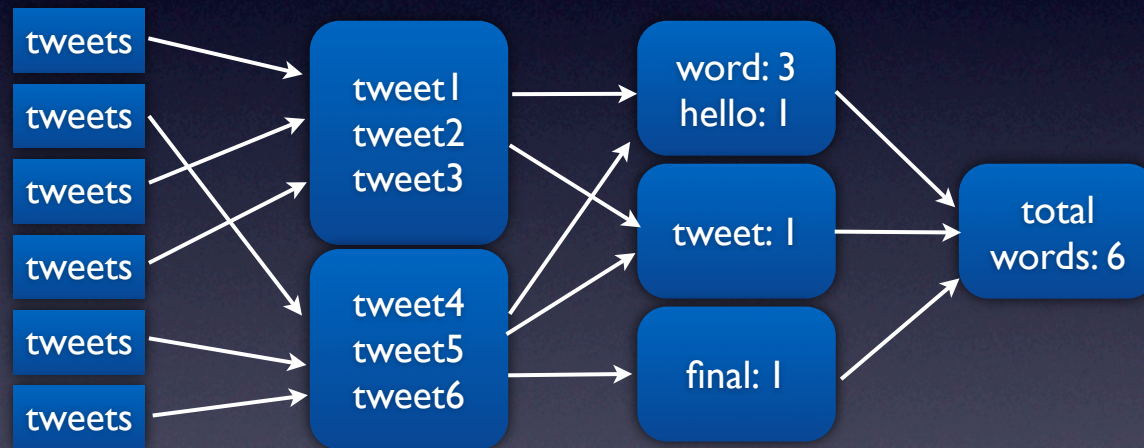 tweets
tweets
tweets
tweets
tweets
tweets
tweet1
tweet2
tweet3
tweet4
tweet5
tweet6
word: 3
hello: 1
tweet: 1
final: 1
total
words: 6